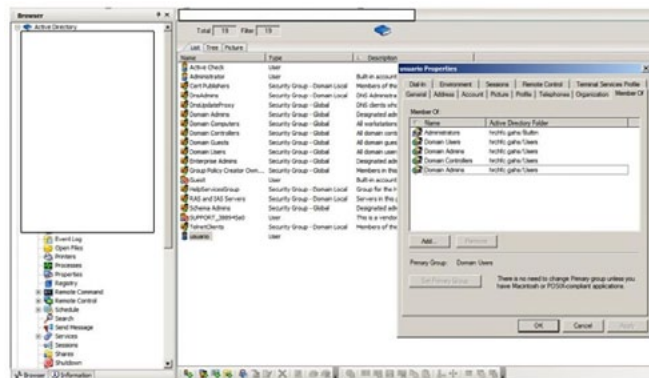 Browser
Active Directory
Event Log
Open Files
Printers
Processes
Properties
Registry
Remote Command
Remote Control
Schedule
Search
Send Message
Services
Sessions
Shares
Shutdown
Browser Information
Total 19 Filter 19
List Tree Picture
Name Type Description
Active Check User
Administrator User Built-in account
Cert Publishers Security Group - Domain Local Members of the
DnsAdmins Security Group - Domain Local DNS Administra
DnsUpdateProxy Security Group - Global DNS clients who
Domain Admins Security Group - Global Designated adm
Domain Computers Security Group - Global All workstations
Domain Controllers Security Group - Global All domain cont
Domain Guests Security Group - Global All domain gues
Domain Users Security Group - Global All domain user
Enterprise Admins Security Group - Global Designated adm
Group Policy Creator Own... Security Group - Global Members in this
Guest User Built-in account
HelpServicesGroup Security Group - Domain Local Group for the
RAS and IAS Servers Security Group - Domain Local Servers in this
Schema Admins Security Group - Global Designated adm
SUPPORT_388945a0 User This is a vendor
TelnetClients Security Group - Domain Local Members of the
usuario User
usuario Properties
Dial-in Environment Sessions Remote Control Terminal Services Profile
General Address Account Picture Profile Telephones Organization Member Of
Member Of:
Name Active Directory Folder
Administrators /Builtin
Domain Users /Users
Domain Admins /Users
Domain Controllers /Users
Domain Admins /Users
Add... Remove
Primary Group: Domain Users
Set Primary Group There is no need to change Primary group unless you
have Macintosh or POSIX-compliant applications.
OK Cancel Apply